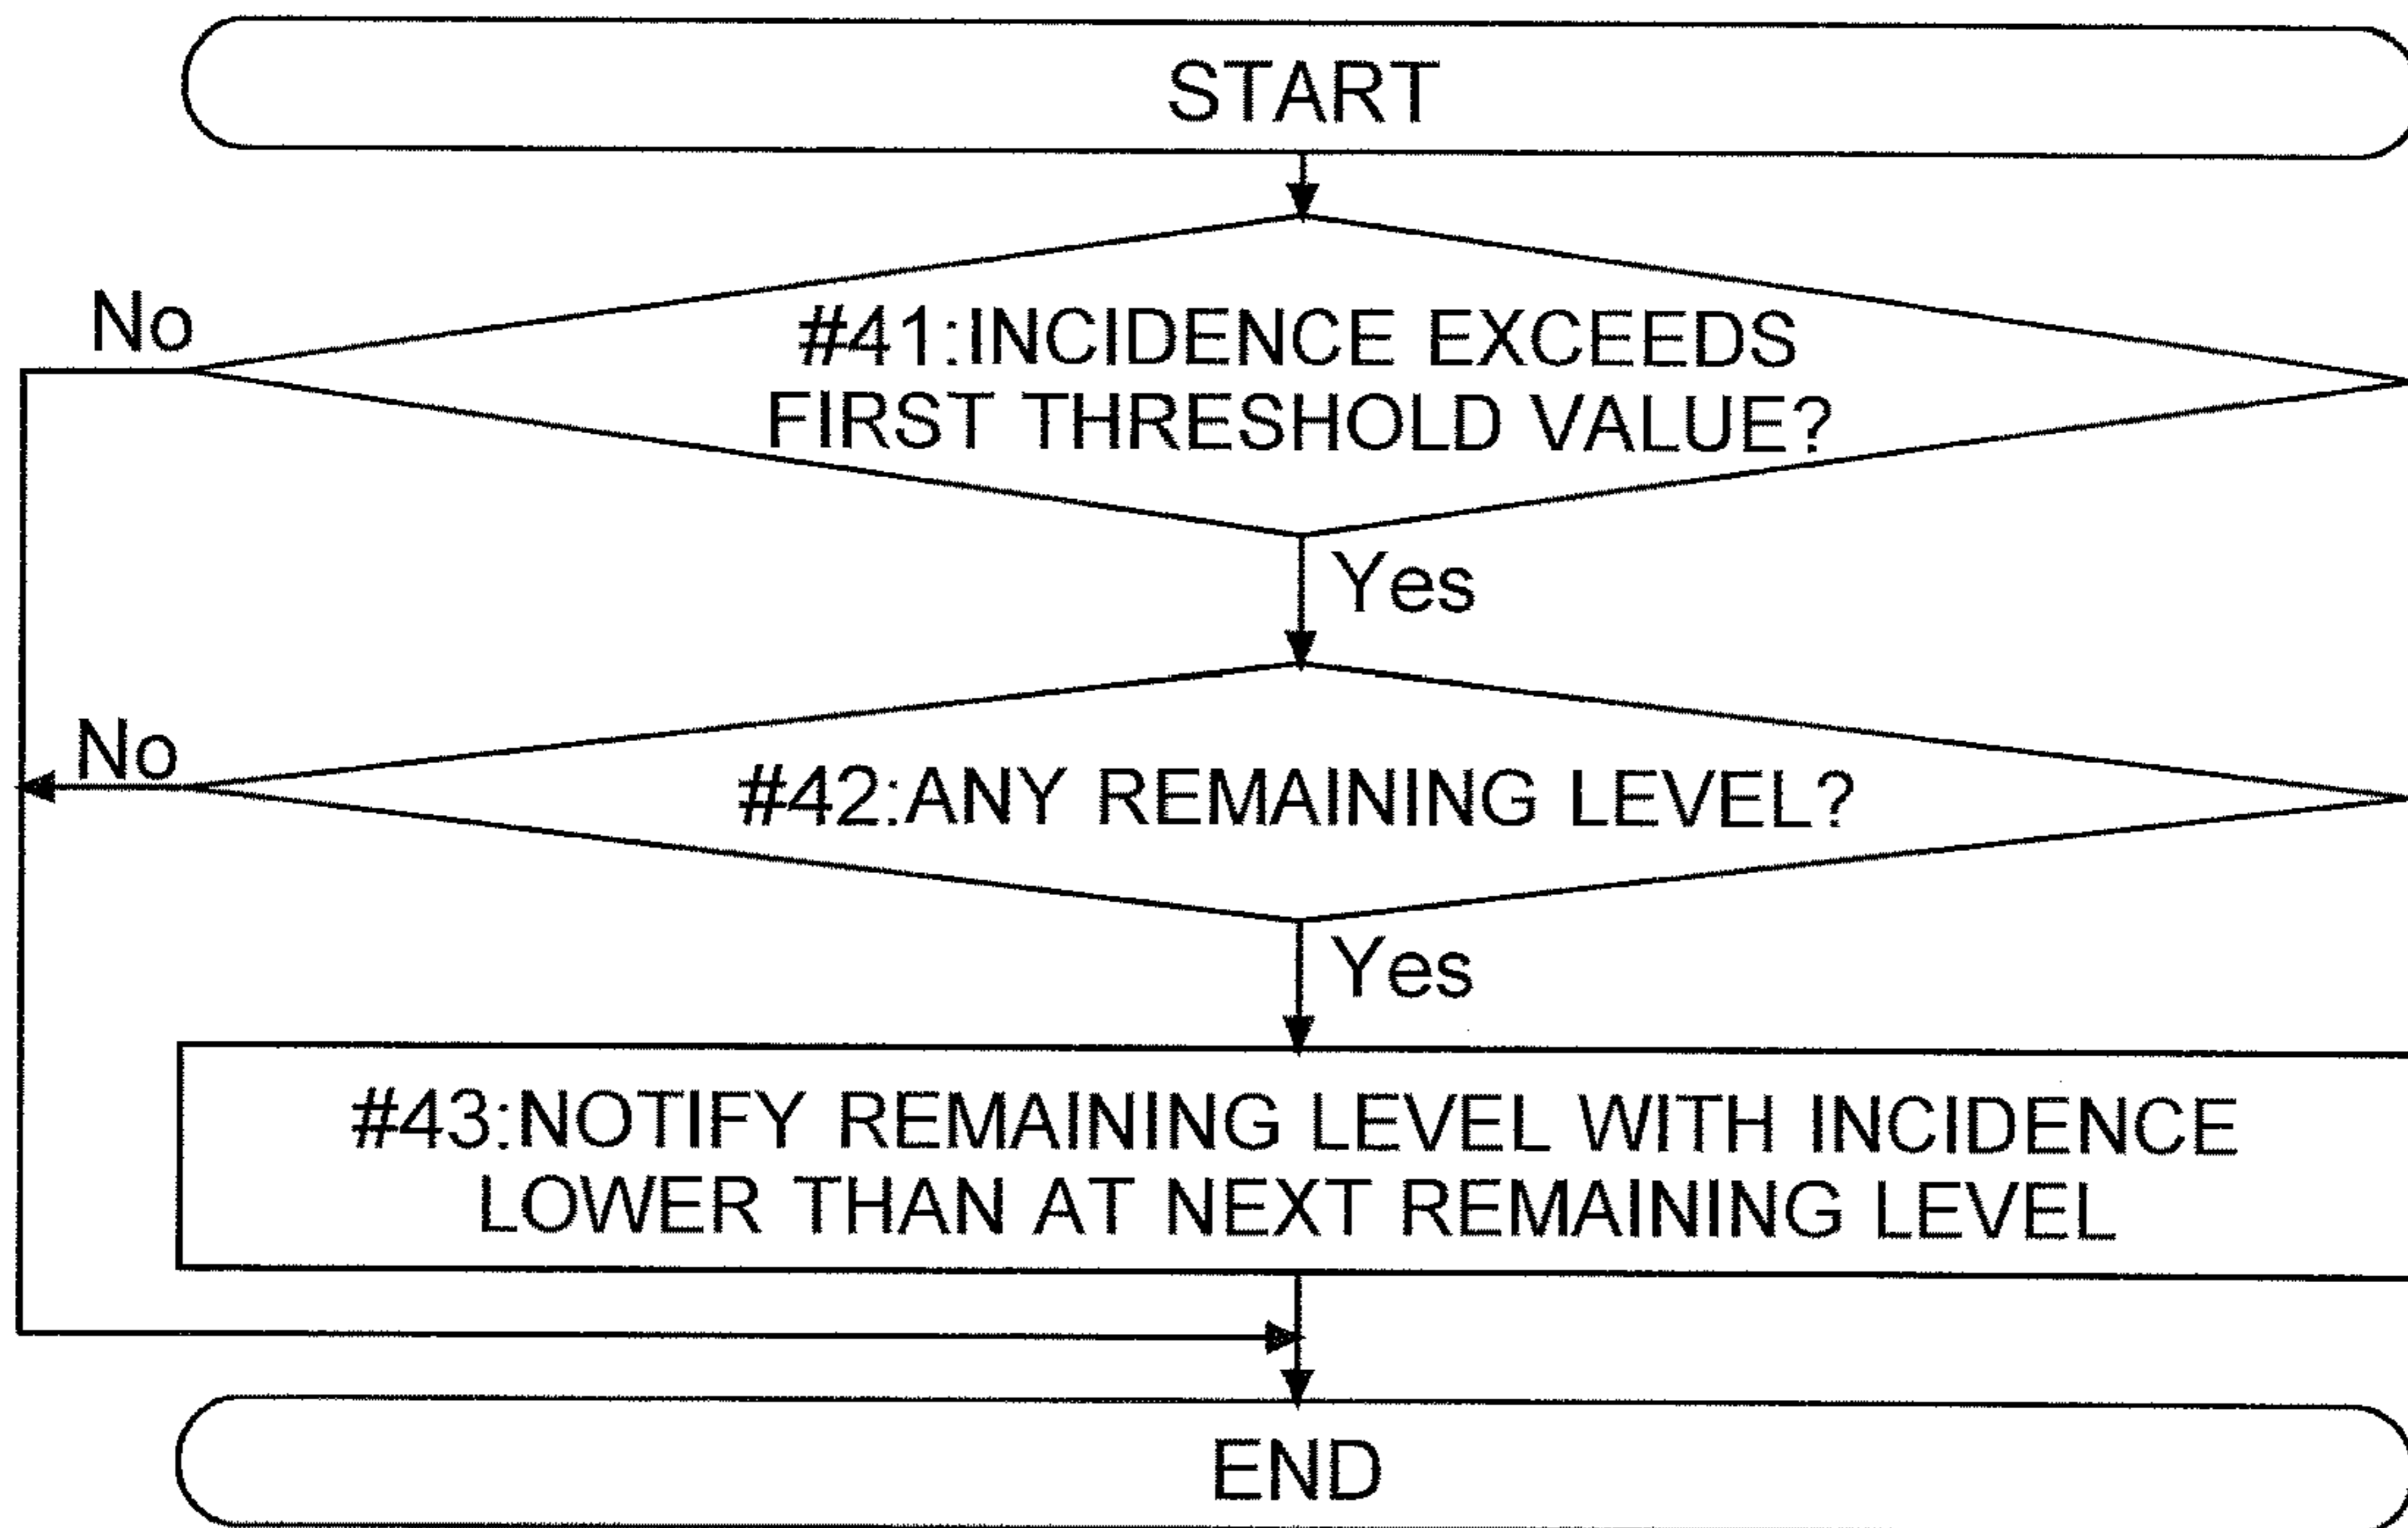 START
No
#41:INCIDENCE EXCEEDS
FIRST THRESHOLD VALUE?
Yes
No
#42:ANY REMAINING LEVEL?
Yes
#43:NOTIFY REMAINING LEVEL WITH INCIDENCE
LOWER THAN AT NEXT REMAINING LEVEL
END